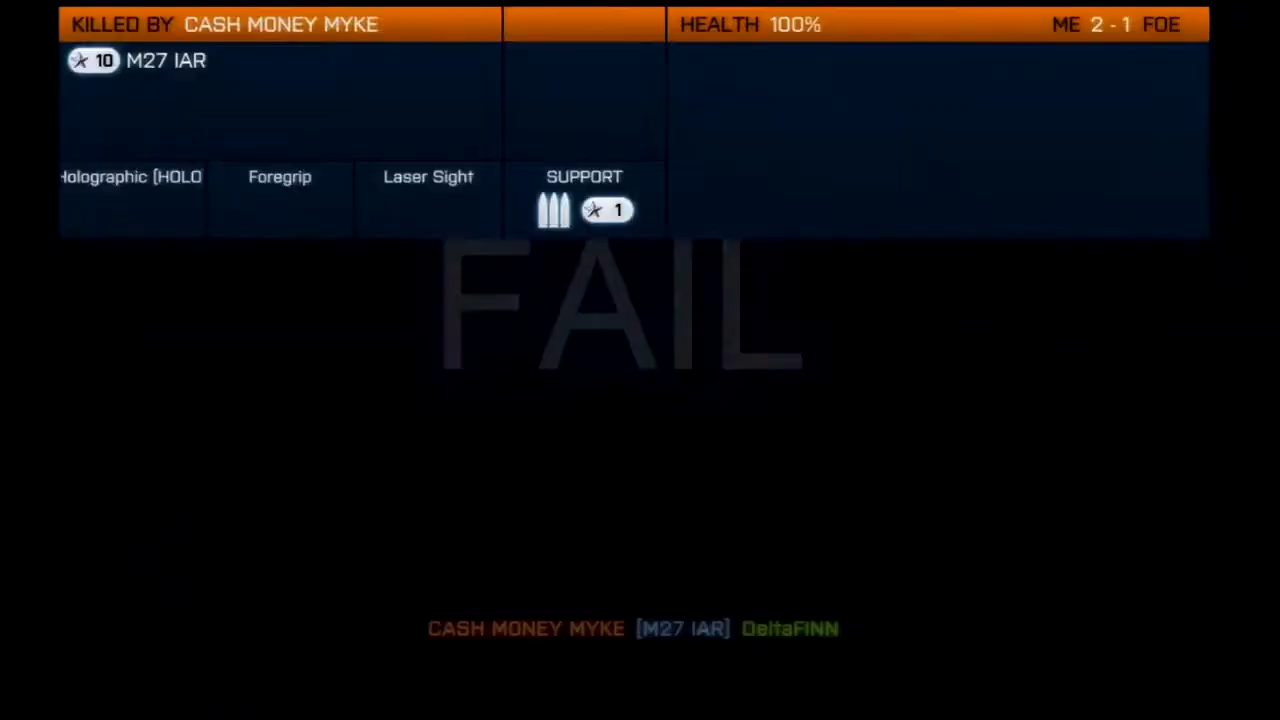 KILLED BY CASH MONEY MYKE
HEALTH 100% ME 2 - 1 FOE
10 M27 IAR
Holographic (HOLO Foregrip Laser Sight SUPPORT
1
FAIL
CASH MONEY MYKE [M27 IAR] DeltaFINN